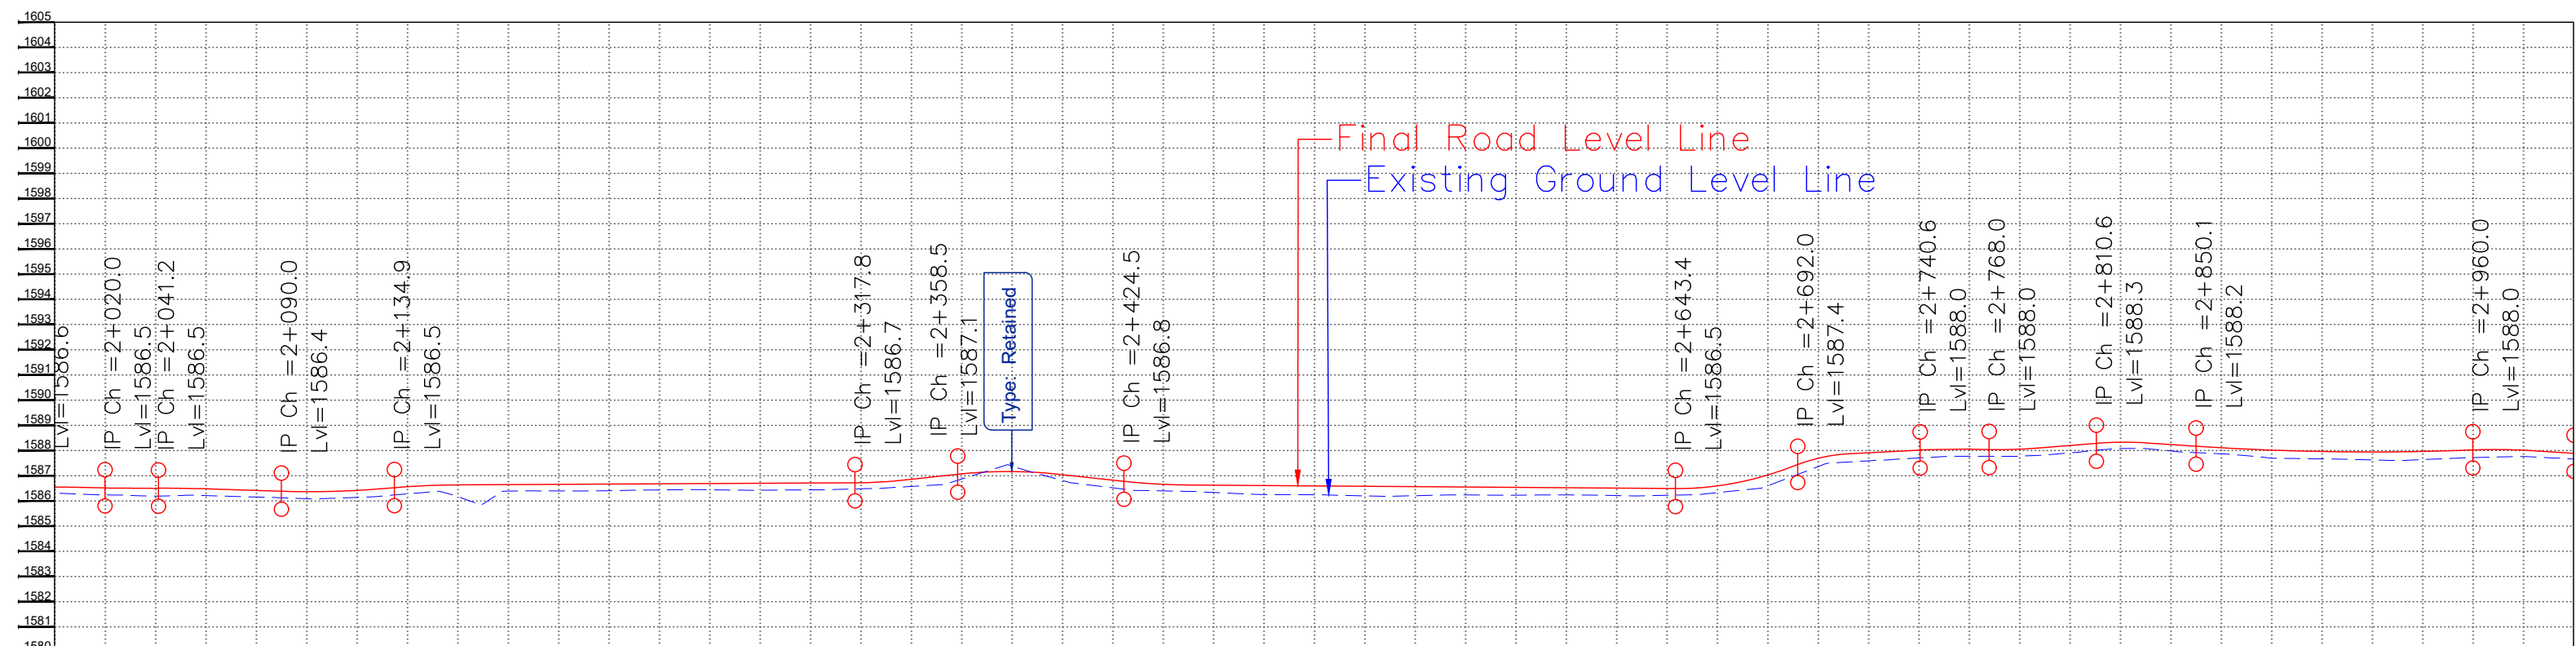 1605
1604
1603
1602
1601
1600
1599
1598
1597
1596
1595
1594
1593
1592
1591
1590
1589
1588
1587
1586
1585
1584
1583
1582
1581
1580
Final Road Level Line
Existing Ground Level Line
Lvl=1586.6
IP Ch =2+020.0
Lvl=1586.5
IP Ch =2+041.2
Lvl=1586.5
IP Ch =2+090.0
Lvl=1586.4
IP Ch =2+134.9
Lvl=1586.5
IP Ch =2+317.8
Lvl=1586.7
IP Ch =2+358.5
Lvl=1587.1
Type: Retained
IP Ch =2+424.5
Lvl=1586.8
IP Ch =2+643.4
Lvl=1586.5
IP Ch =2+692.0
Lvl=1587.4
IP Ch =2+740.6
Lvl=1588.0
IP Ch =2+768.0
Lvl=1588.0
IP Ch =2+810.6
Lvl=1588.3
IP Ch =2+850.1
Lvl=1588.2
IP Ch =2+960.0
Lvl=1588.0